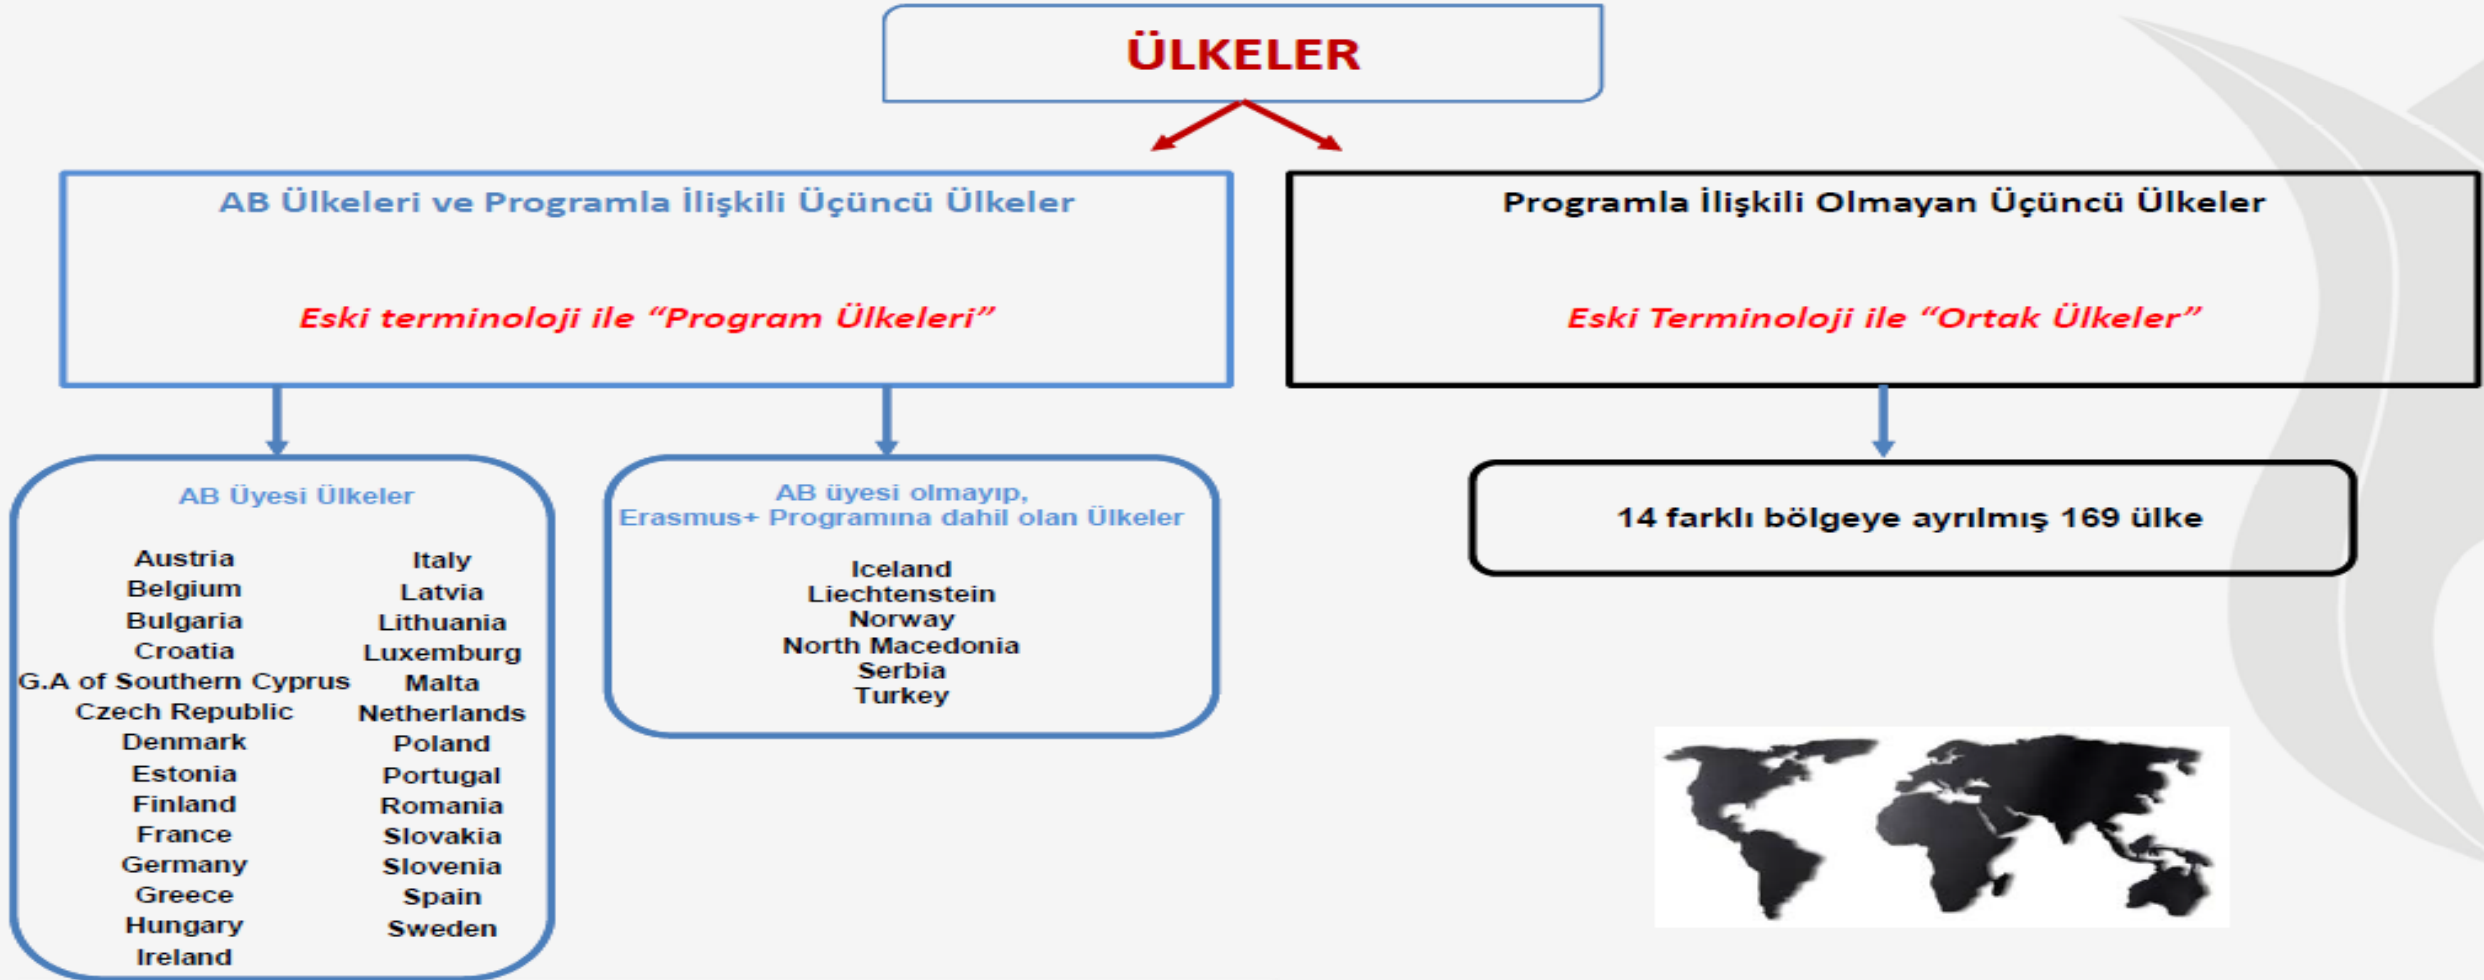 ÜLKELER
AB Ülkeleri ve Programla İlişkili Üçüncü Ülkeler
Eski terminoloji ile “Program Ülkeleri”
Programla İlişkili Olmayan Üçüncü Ülkeler
Eski Terminoloji ile “Ortak Ülkeler”
AB Üyesi Ülkeler
Austria
Belgium
Bulgaria
Croatia
G.A of Southern Cyprus
Czech Republic
Denmark
Estonia
Finland
France
Germany
Greece
Hungary
Ireland
Italy
Latvia
Lithuania
Luxemburg
Malta
Netherlands
Poland
Portugal
Romania
Slovakia
Slovenia
Spain
Sweden
AB üyesi olmayıp,
Erasmus+ Programına dahil olan Ülkeler
Iceland
Liechtenstein
Norway
North Macedonia
Serbia
Turkey
14 farklı bölgeye ayrılmış 169 ülke